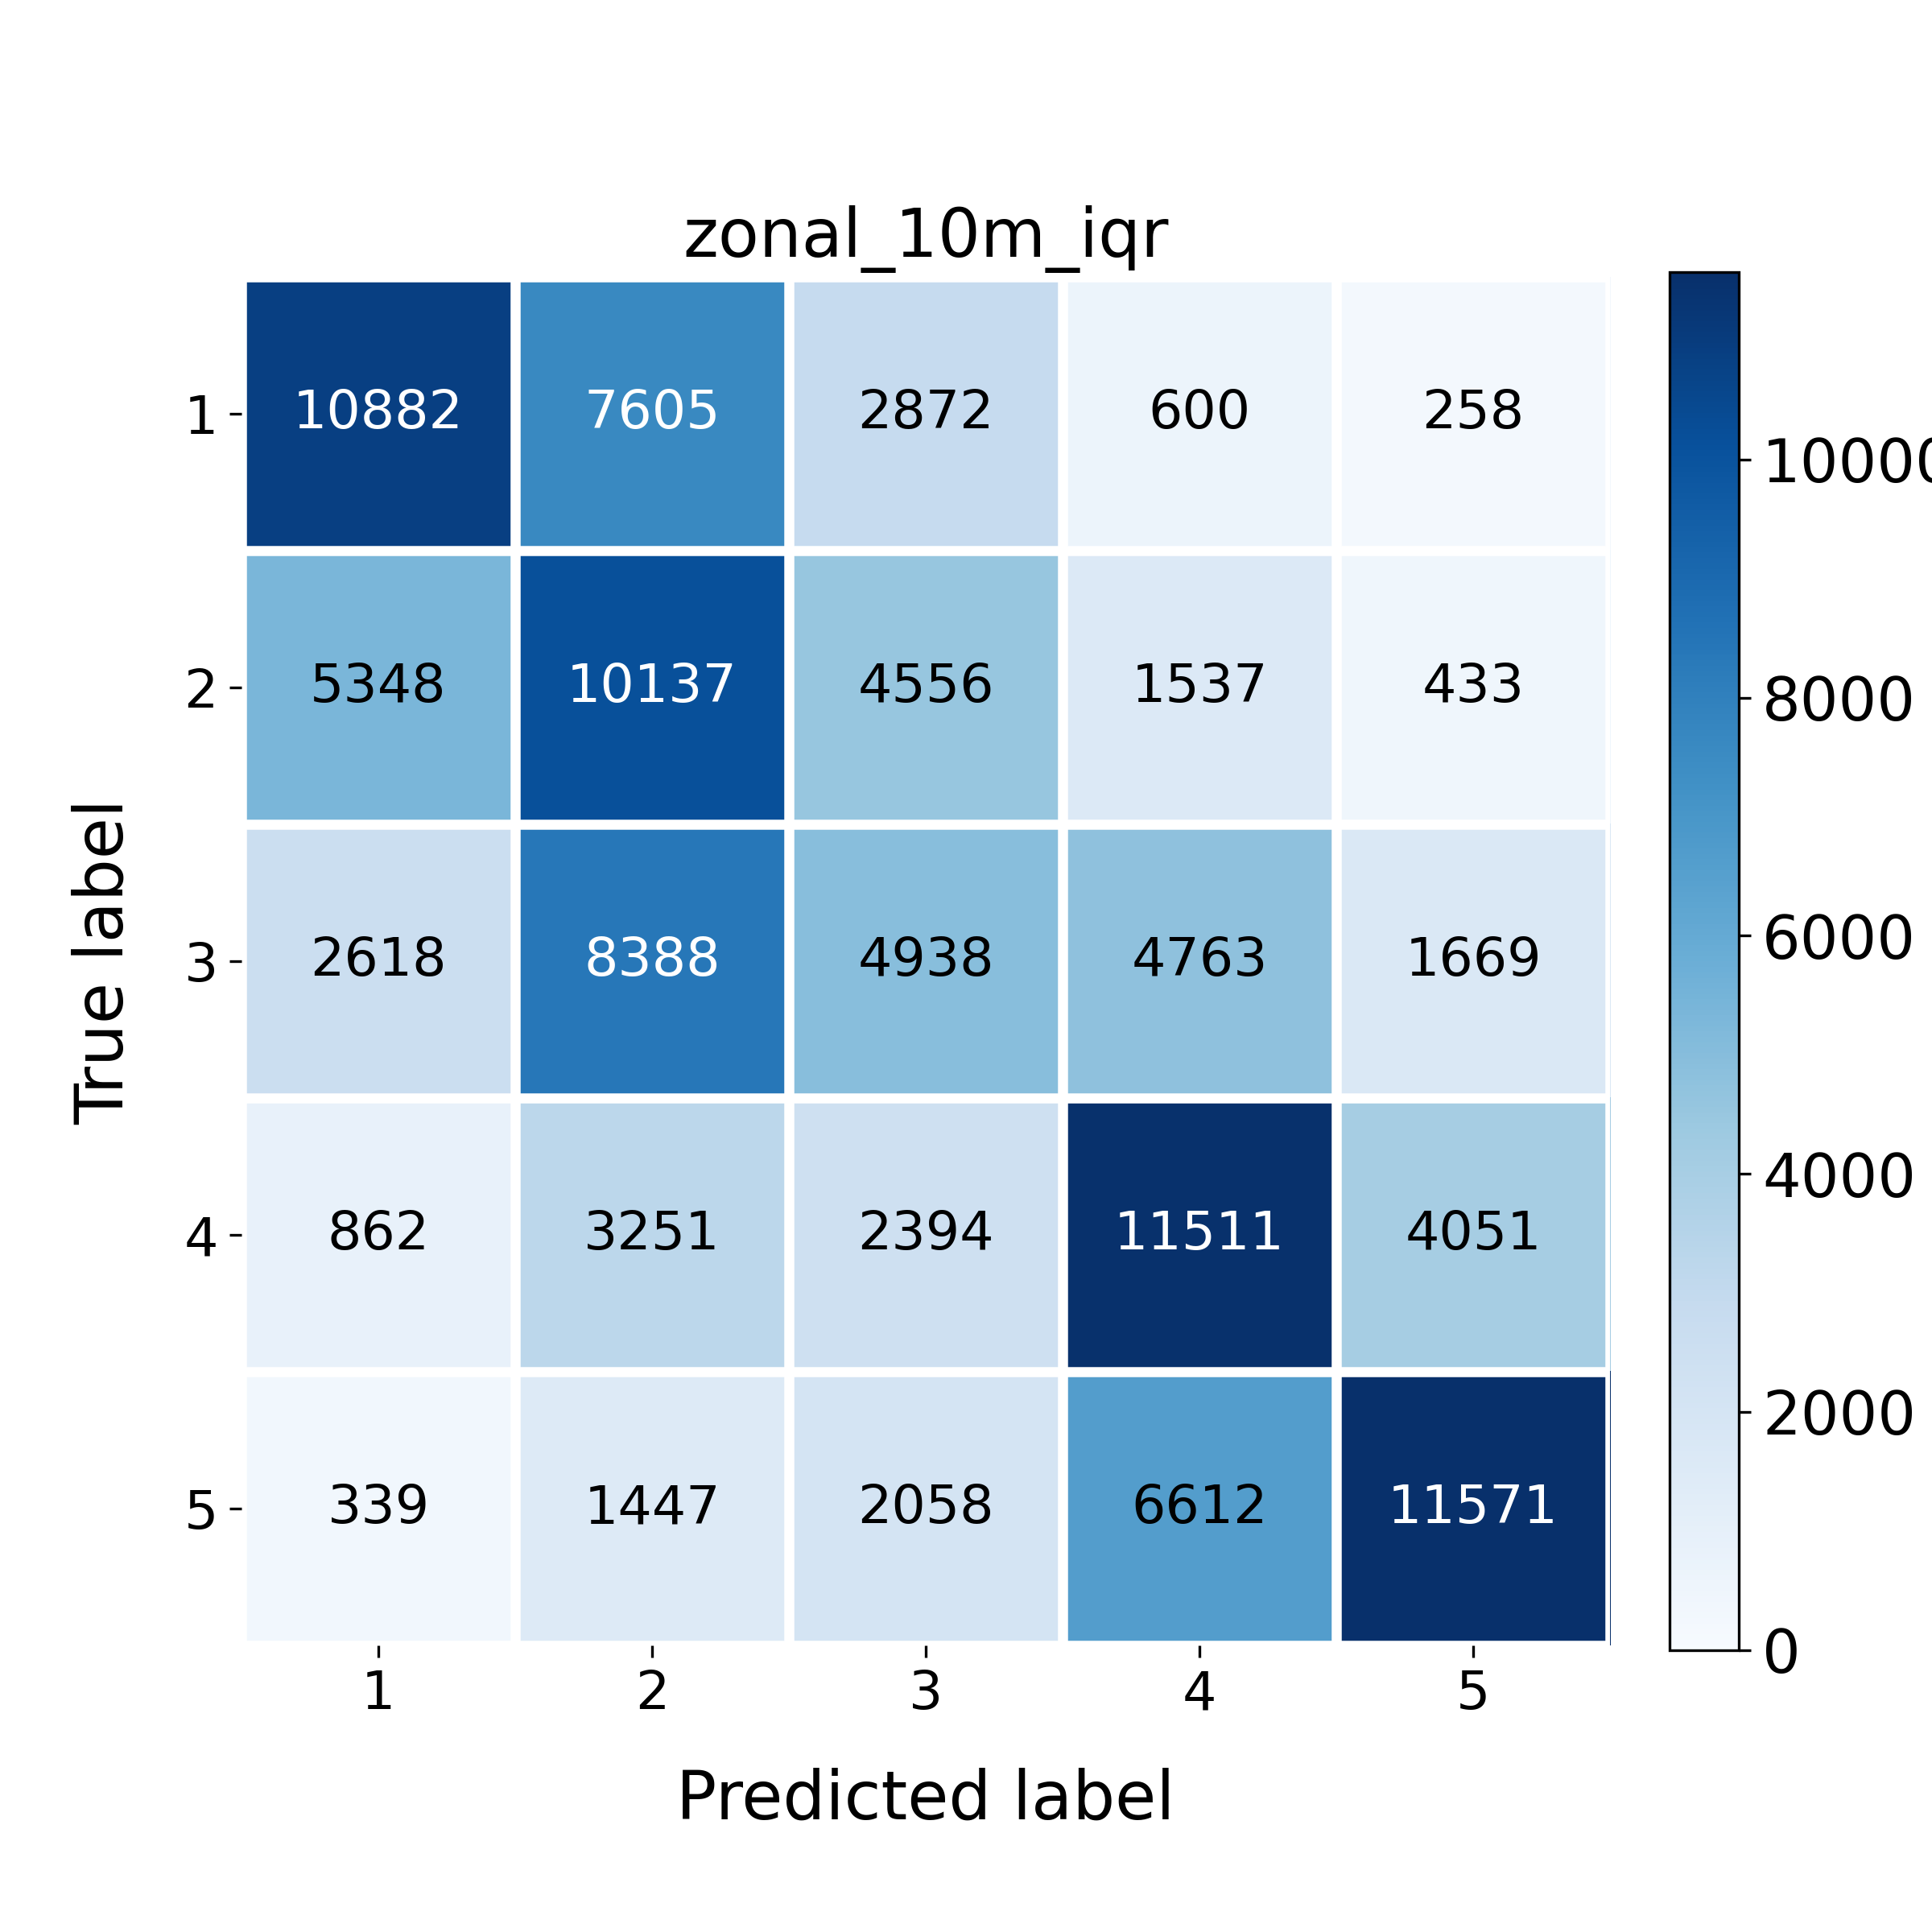 zonal_10m_iqr
1 10882 7605 2872 600 258
2 5348 10137 4556 1537 433
3 2618 8388 4938 4763 1669
4 862 3251 2394 11511 4051
5 339 1447 2058 6612 11571
1 2 3 4 5
Predicted label
True label
10000
8000
6000
4000
2000
0